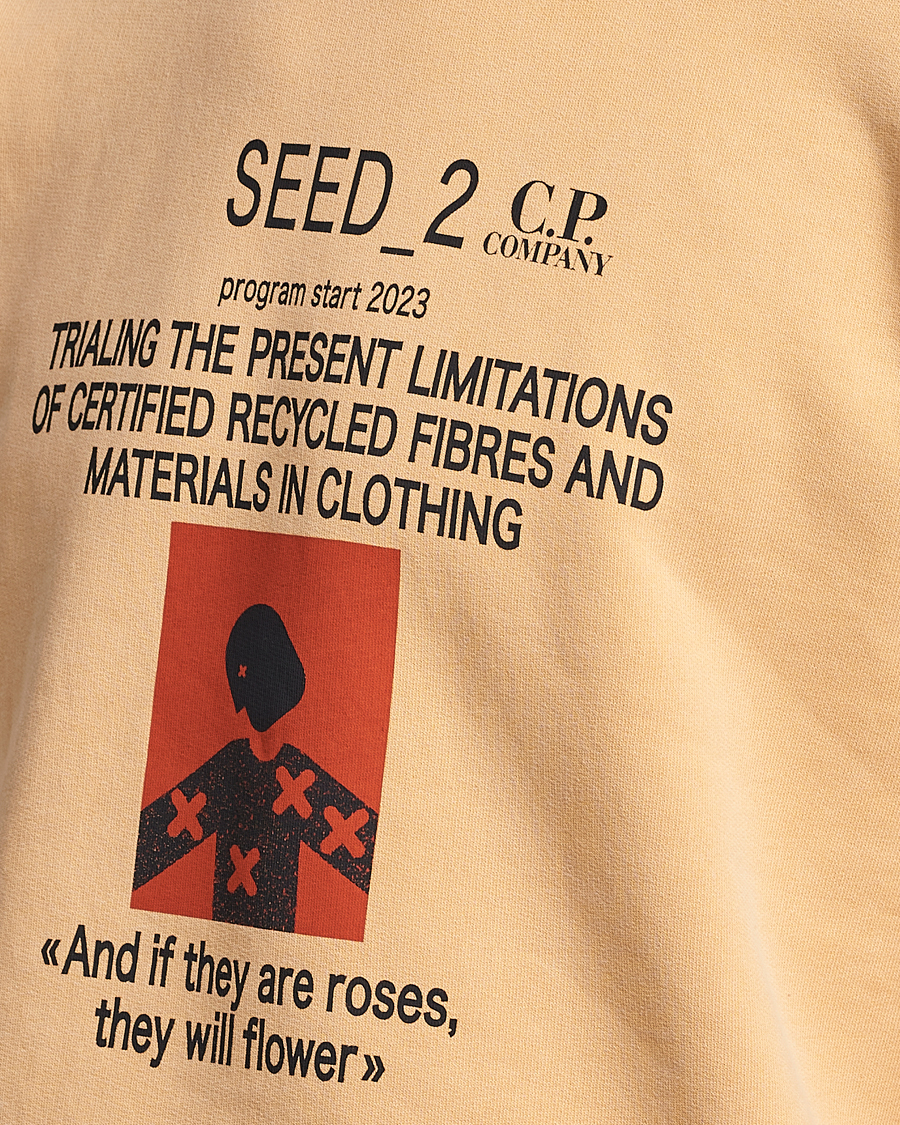 SEED_2
C.P.
COMPANY
program start 2023
TRIALING THE PRESENT LIMITATIONS
OF CERTIFIED RECYCLED FIBRES AND
MATERIALS IN CLOTHING
«And if they are roses,
they will flower»